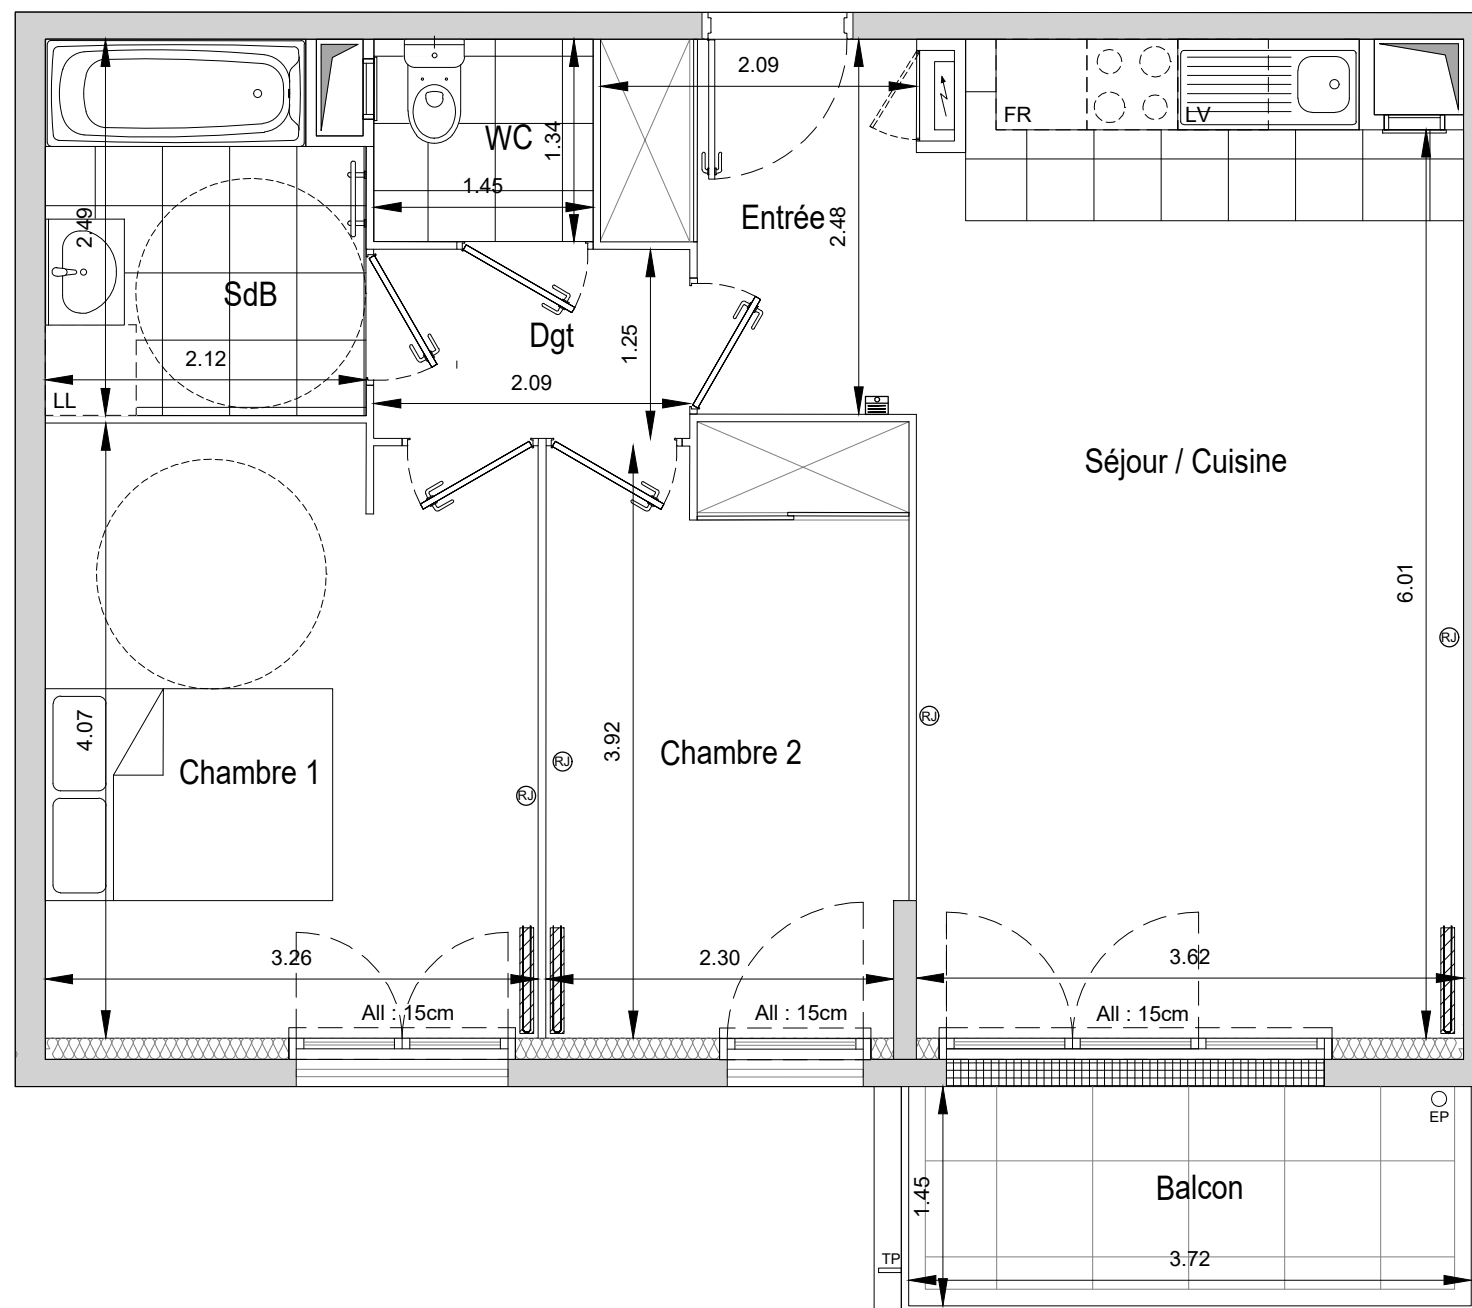 2.09
FR
LV
WC
1.34
1.45
Entrée
2.48
2.49
SdB
Dgt
1.25
2.12
2.09
LL
Séjour / Cuisine
6.01
RJ
4.07
Chambre 1
RJ
3.92
Chambre 2
RJ
RJ
3.26
2.30
3.62
All : 15cm
All : 15cm
All : 15cm
EP
1.45
Balcon
TP
3.72